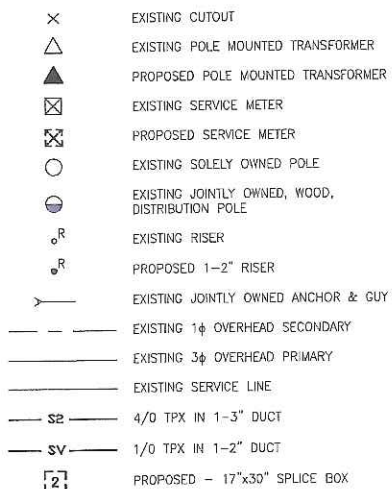 EXISTING CUTOUT
EXISTING POLE MOUNTED TRANSFORMER
PROPOSED POLE MOUNTED TRANSFORMER
EXISTING SERVICE METER
PROPOSED SERVICE METER
EXISTING SOLELY OWNED POLE
EXISTING JOINTLY OWNED, WOOD,
DISTRIBUTION POLE
R EXISTING RISER
R PROPOSED 1-2" RISER
EXISTING JOINTLY OWNED ANCHOR & GUY
EXISTING 1ϕ OVERHEAD SECONDARY
EXISTING 3ϕ OVERHEAD PRIMARY
EXISTING SERVICE LINE
S2 4/0 TPX IN 1-3" DUCT
SV 1/0 TPX IN 1-2" DUCT
2 PROPOSED - 17"x30" SPLICE BOX